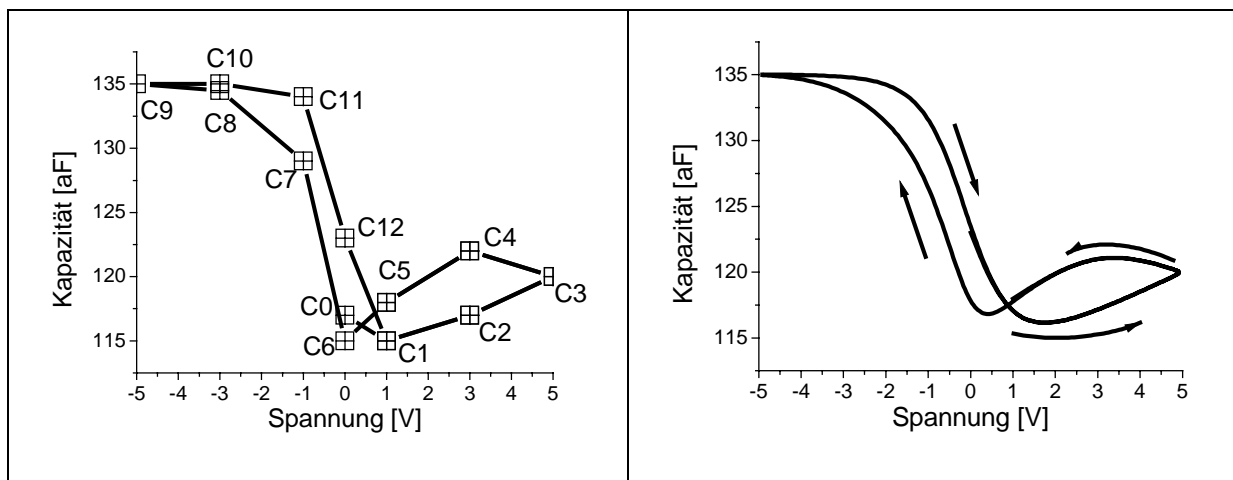 C10
135
C11
C9
C8
130
C7
125
C12
C4
120
C5
C3
C0
C2
115
C6
C1
-5 -4 -3 -2 -1 0 1 2 3 4 5
Spannung [V]
Kapazität [aF]
135
130
125
120
115
-5 -4 -3 -2 -1 0 1 2 3 4 5
Spannung [V]
Kapazität [aF]